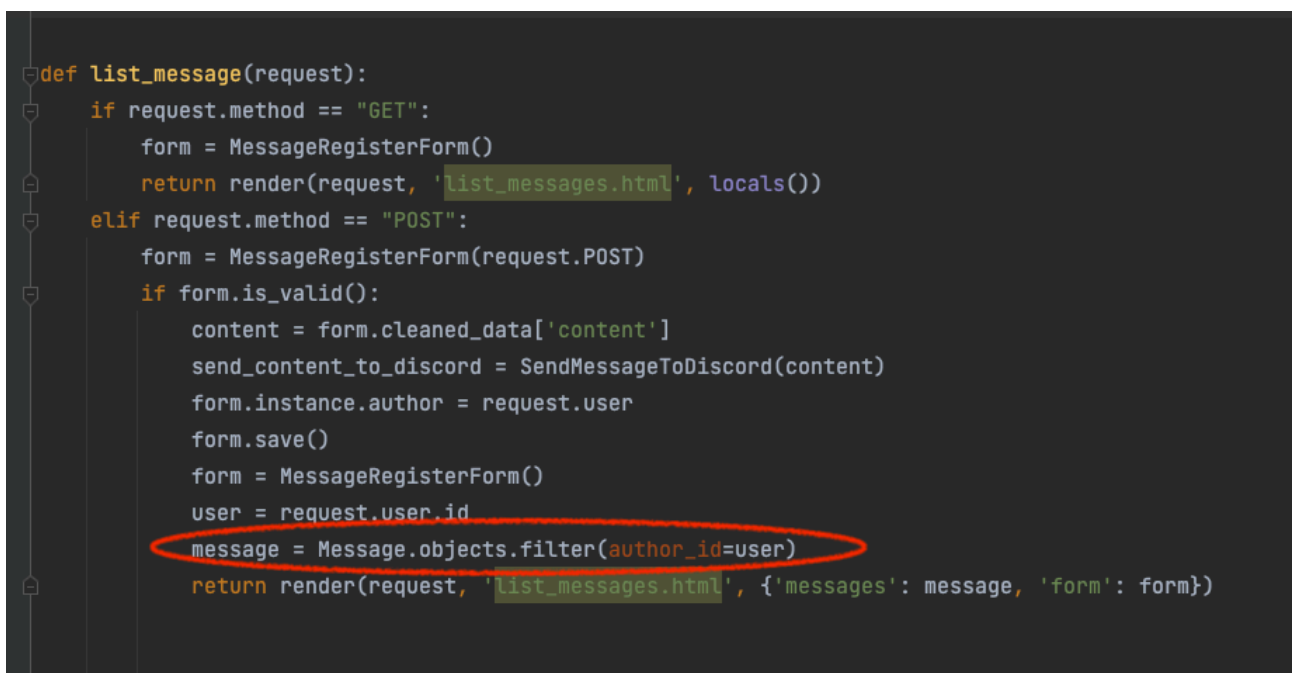 def list_message(request):
if request.method == "GET":
form = MessageRegisterForm()
return render(request, 'list_messages.html', locals())
elif request.method == "POST":
form = MessageRegisterForm(request.POST)
if form.is_valid():
content = form.cleaned_data['content']
send_content_to_discord = SendMessageToDiscord(content)
form.instance.author = request.user
form.save()
form = MessageRegisterForm()
user = request.user.id
message = Message.objects.filter(author_id=user)
return render(request, 'list_messages.html', {'messages': message, 'form': form})